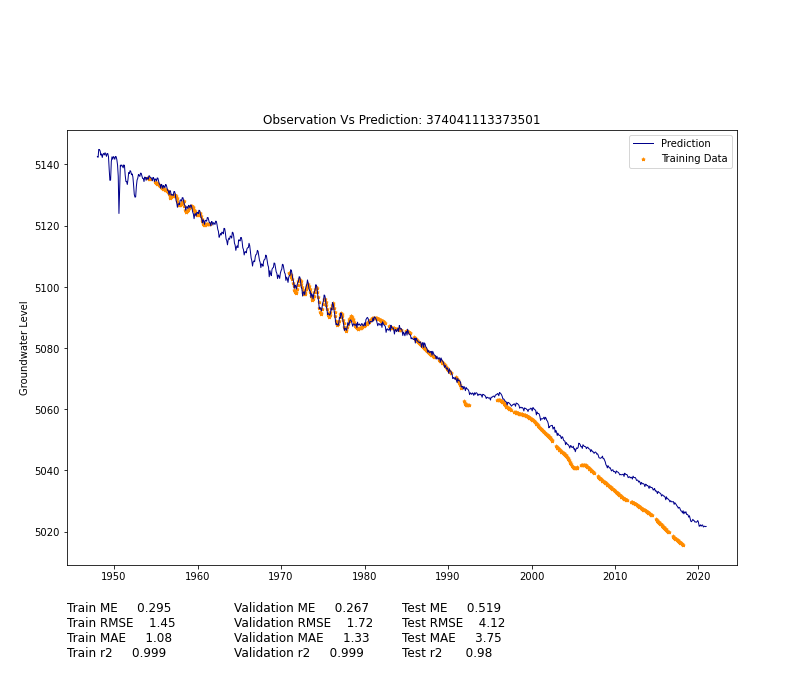 Observation Vs Prediction: 374041113373501
Prediction
Training Data
Groundwater Level
5140
5120
5100
5080
5060
5040
5020
1950 1960 1970 1980 1990 2000 2010 2020
Train ME 0.295 Validation ME 0.267 Test ME 0.519
Train RMSE 1.45 Validation RMSE 1.72 Test RMSE 4.12
Train MAE 1.08 Validation MAE 1.33 Test MAE 3.75
Train r2 0.999 Validation r2 0.999 Test r2 0.98